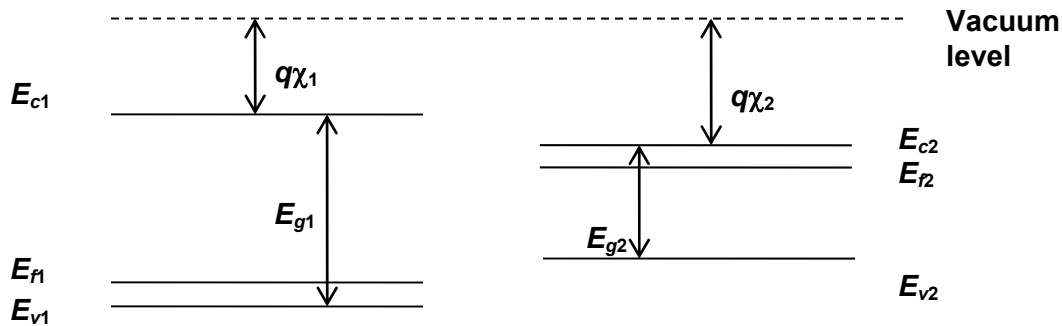 Vacuum
level
qχ1
Ec1
qχ2
Ec2
Ef2
Eg1
Eg2
Ef1
Ev2
Ev1